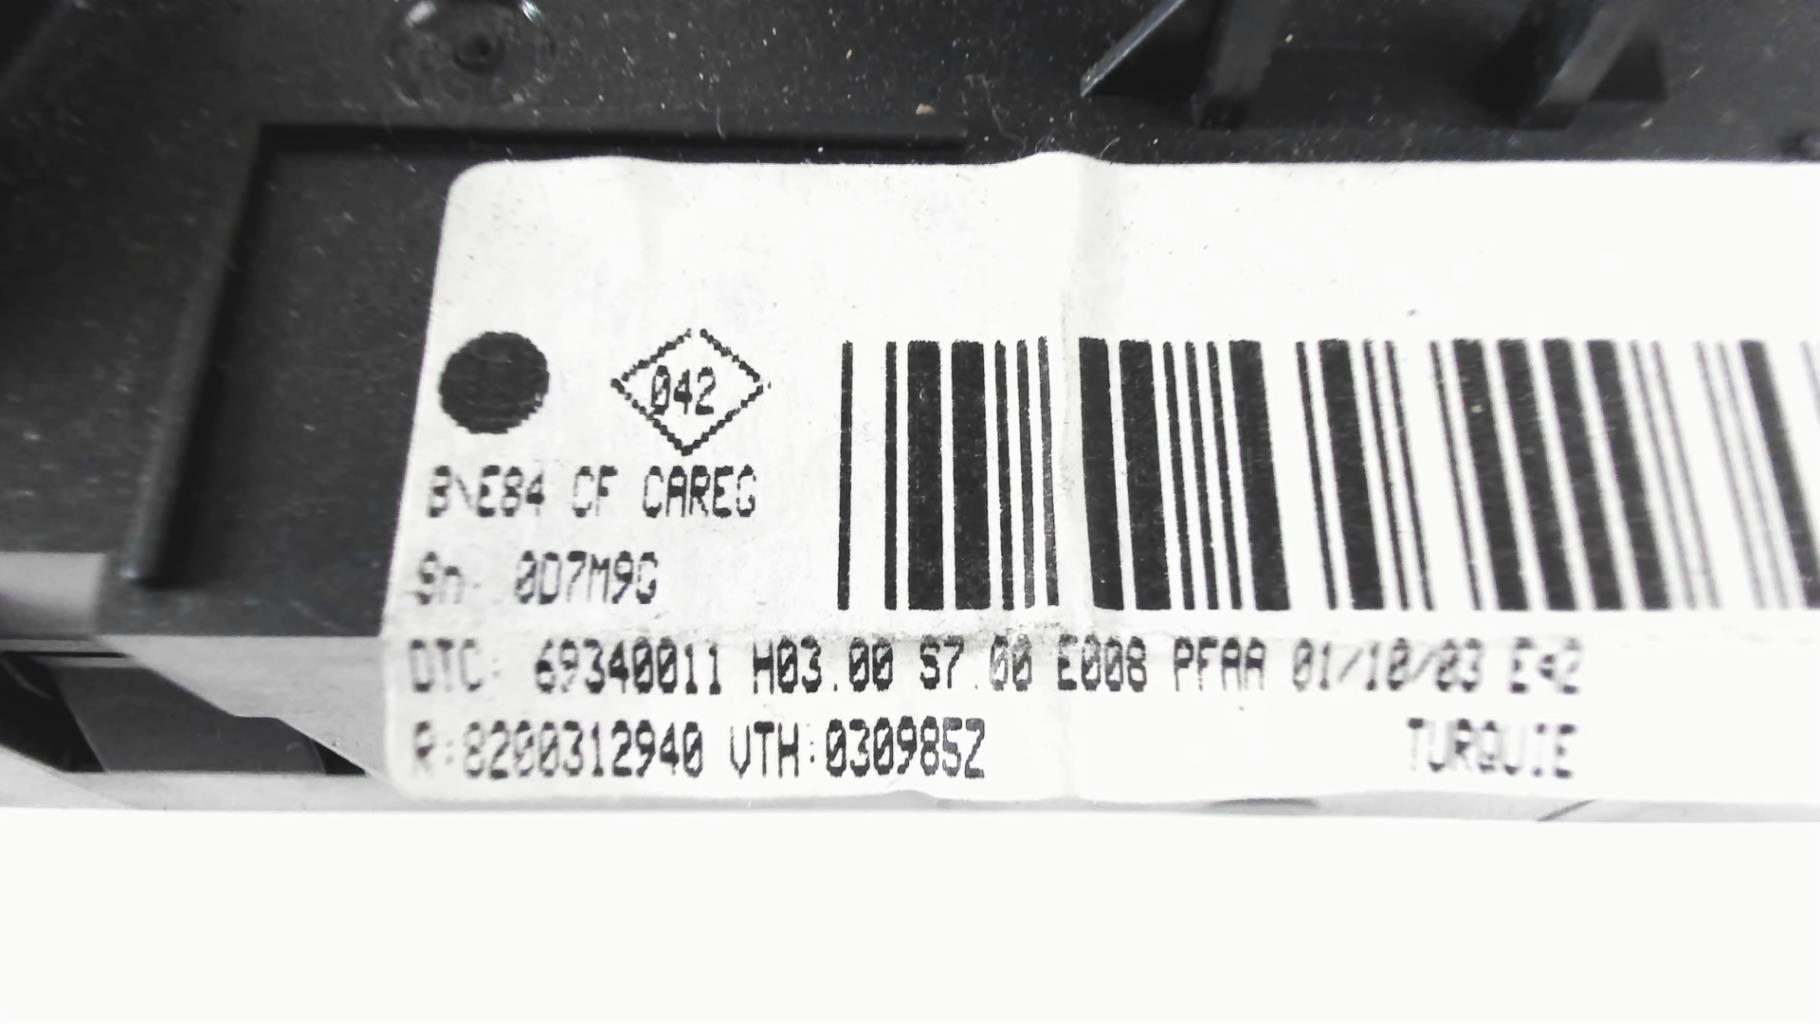 042
B\E84 CF CAREG
Sn: 0D7M9G
DTC: 69340011 H03.00 S7.00 E008 PFAA 01/10/03 E42
R:8200312940 VTH:030985Z
TURQUIE